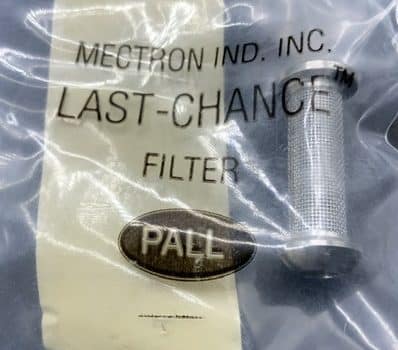 MECTRON IND. INC.
LAST-CHANCE™
FILTER
PALL